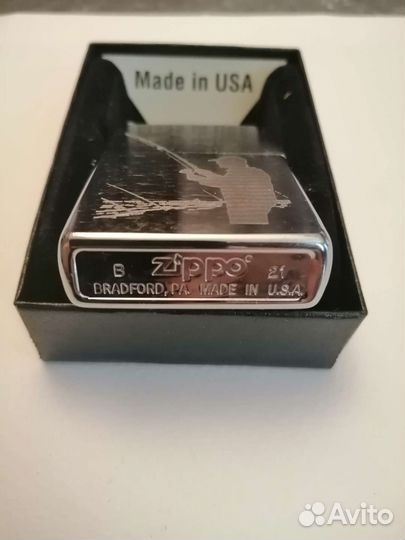 Made in USA
B zippo 21
BRADFORD, PA. MADE IN U.S.A.
Avito